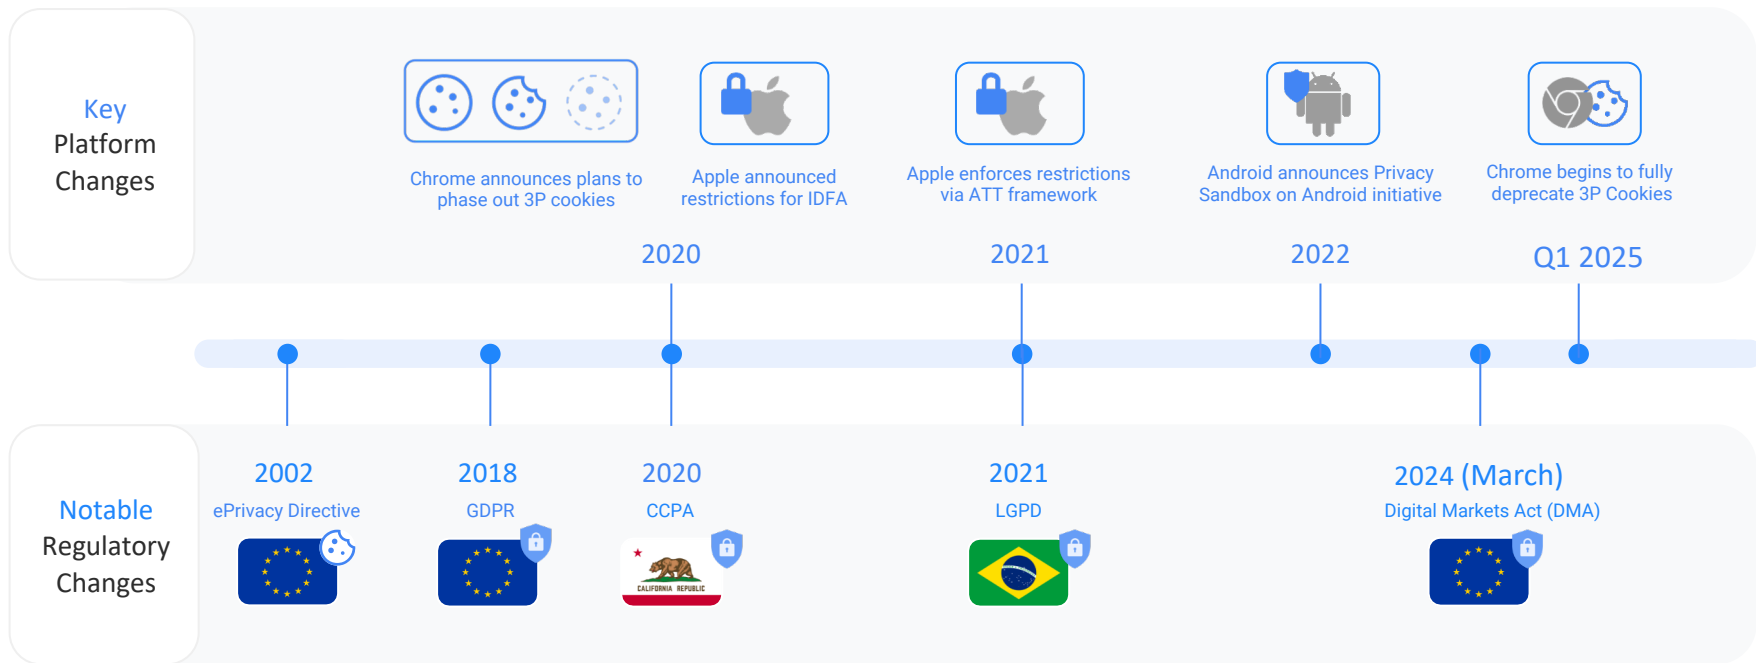 Key
Platform
Changes
Chrome announces plans to
phase out 3P cookies
Apple announced
restrictions for IDFA
2020
Apple enforces restrictions
via ATT framework
2021
Android announces Privacy
Sandbox on Android initiative
2022
Chrome begins to fully
deprecate 3P Cookies
Q1 2025
Notable
Regulatory
Changes
2002
ePrivacy Directive
2018
GDPR
2020
CCPA
CALIFORNIA REPUBLIC
2021
LGPD
2024 (March)
Digital Markets Act (DMA)